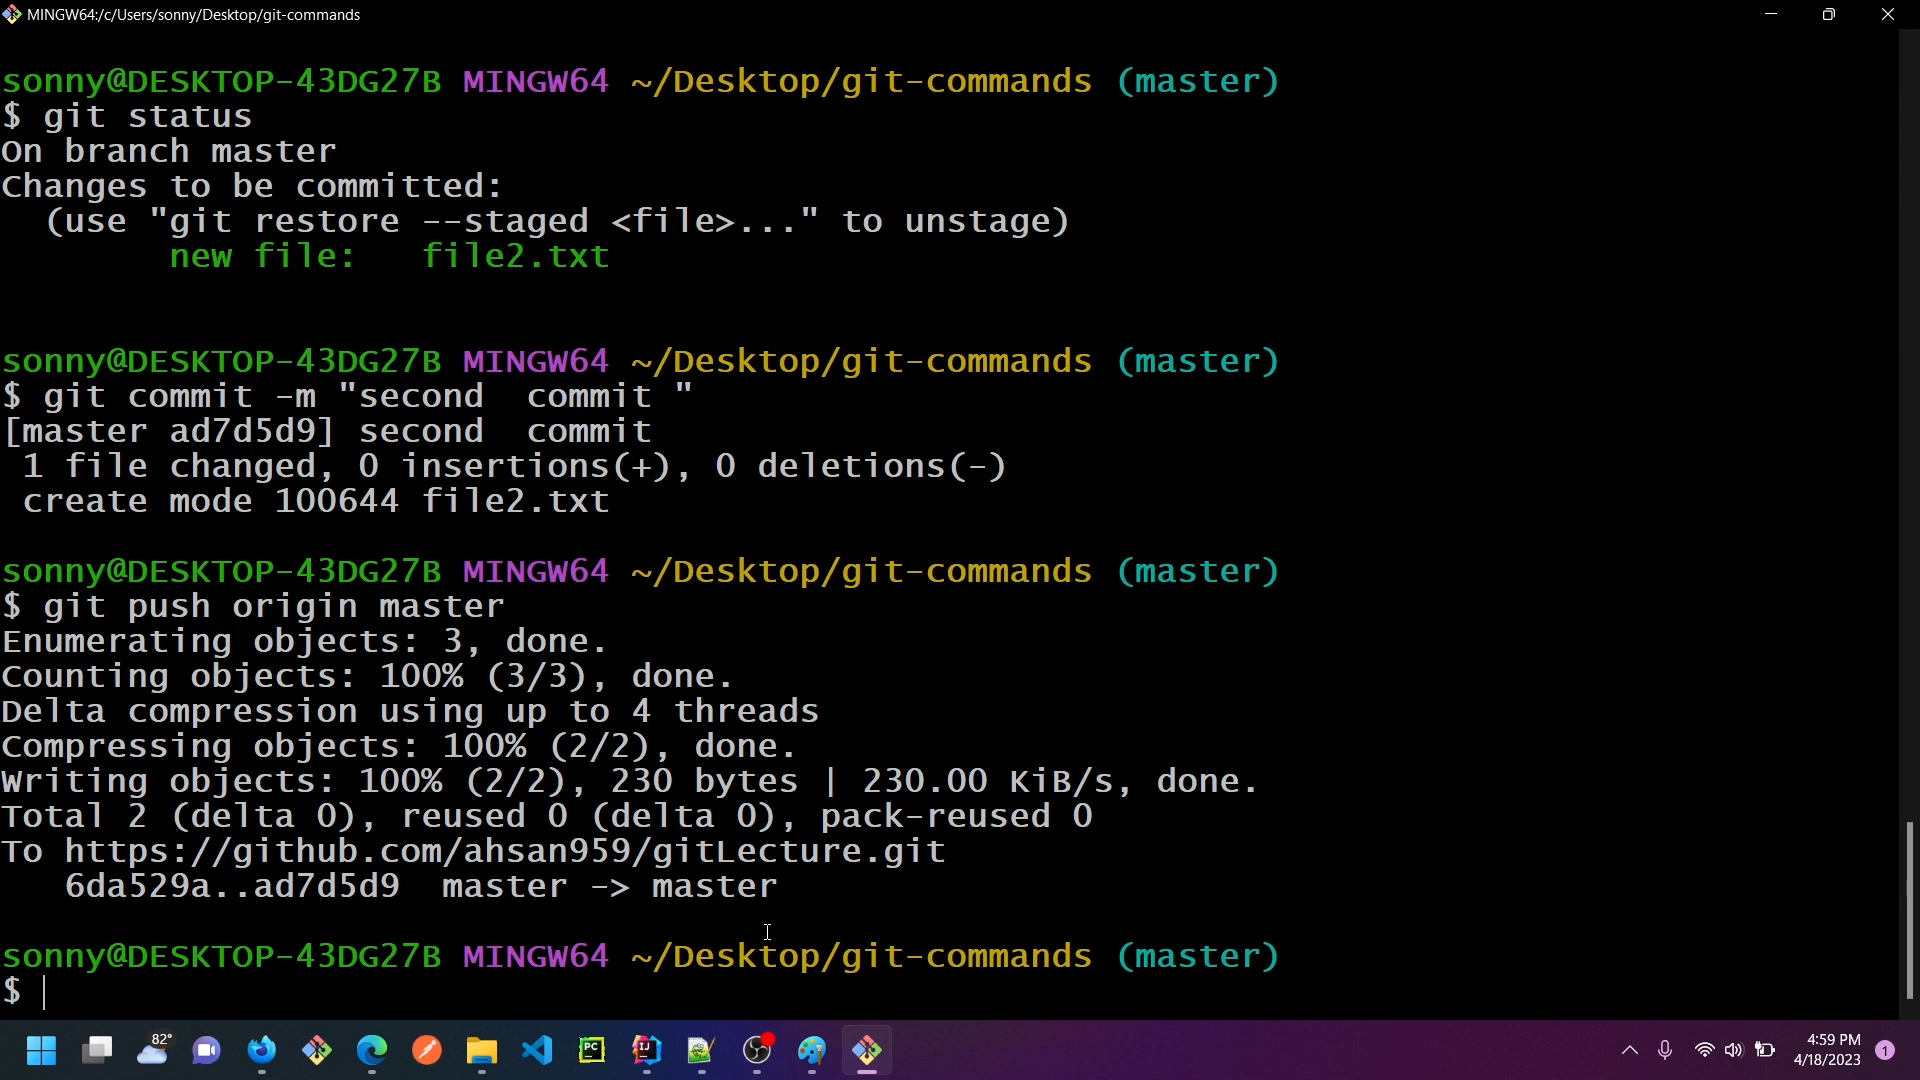 MINGW64:/c/Users/sonny/Desktop/git-commands
sonny@DESKTOP-43DG27B MINGW64 ~/Desktop/git-commands (master)
$ git status
On branch master
Changes to be committed:
  (use "git restore --staged <file>..." to unstage)
        new file:   file2.txt
sonny@DESKTOP-43DG27B MINGW64 ~/Desktop/git-commands (master)
$ git commit -m "second  commit "
[master ad7d5d9] second  commit
 1 file changed, 0 insertions(+), 0 deletions(-)
 create mode 100644 file2.txt
sonny@DESKTOP-43DG27B MINGW64 ~/Desktop/git-commands (master)
$ git push origin master
Enumerating objects: 3, done.
Counting objects: 100% (3/3), done.
Delta compression using up to 4 threads
Compressing objects: 100% (2/2), done.
Writing objects: 100% (2/2), 230 bytes | 230.00 KiB/s, done.
Total 2 (delta 0), reused 0 (delta 0), pack-reused 0
To https://github.com/ahsan959/gitLecture.git
   6da529a..ad7d5d9  master -> master
sonny@DESKTOP-43DG27B MINGW64 ~/Desktop/git-commands (master)
$
82°
PC
IJ
4:59 PM
4/18/2023
1